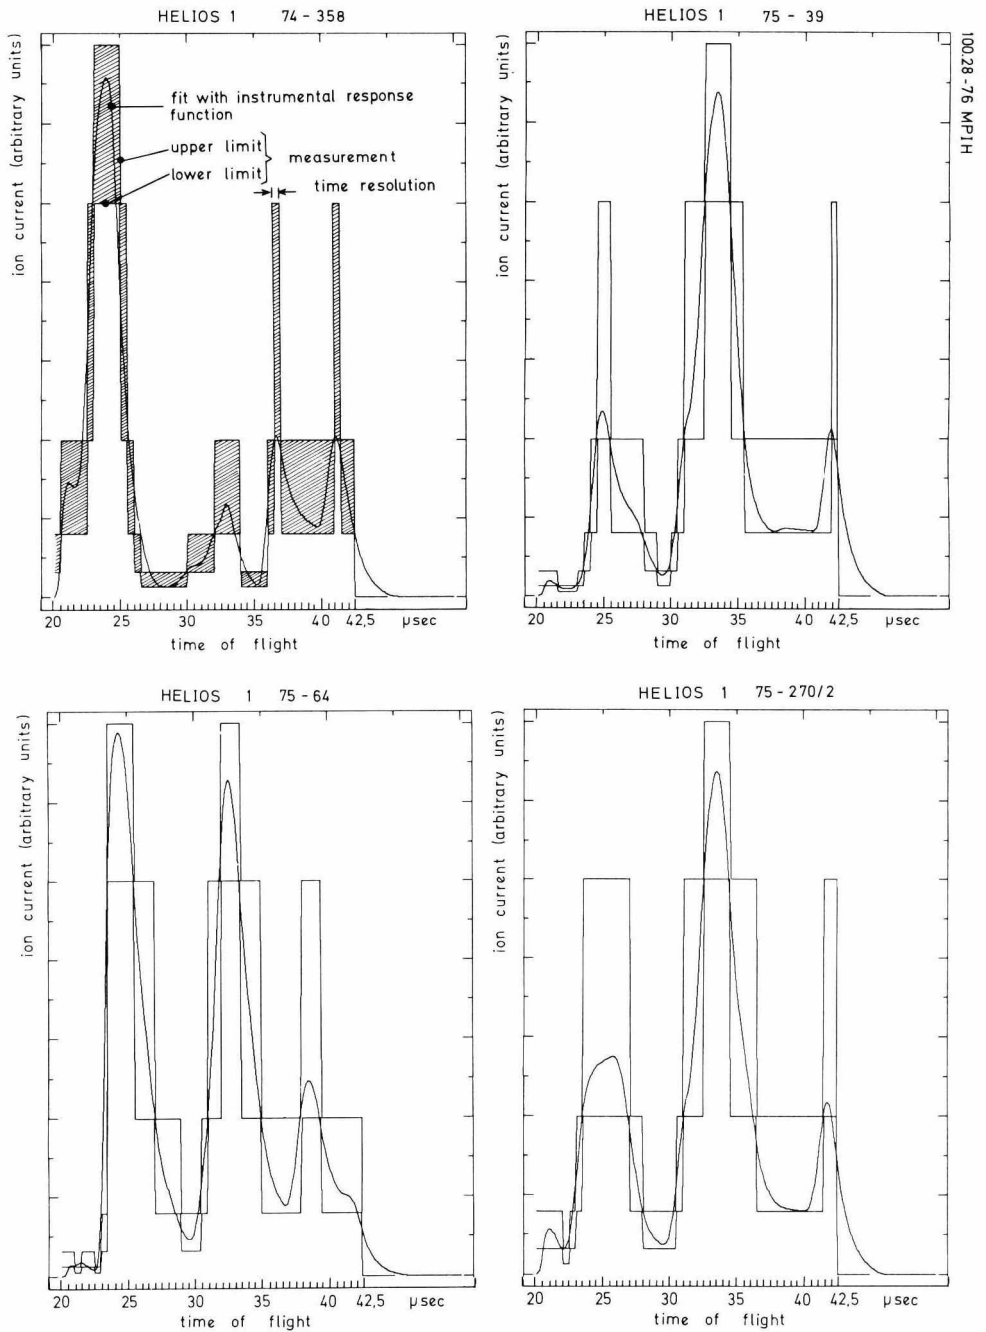 HELIOS 1 74-358
ion current (arbitrary units)
fit with instrumental response
function
upper limit
lower limit
measurement
time resolution
20 25 30 35 40 42,5 μsec
time of flight
HELIOS 1 75-39
ion current (arbitrary units)
20 25 30 35 40 42,5 μsec
time of flight
100.28-76 MPIH
HELIOS 1 75-64
ion current (arbitrary units)
20 25 30 35 40 42,5 μsec
time of flight
HELIOS 1 75-270/2
ion current (arbitrary units)
20 25 30 35 40 42,5 μsec
time of flight